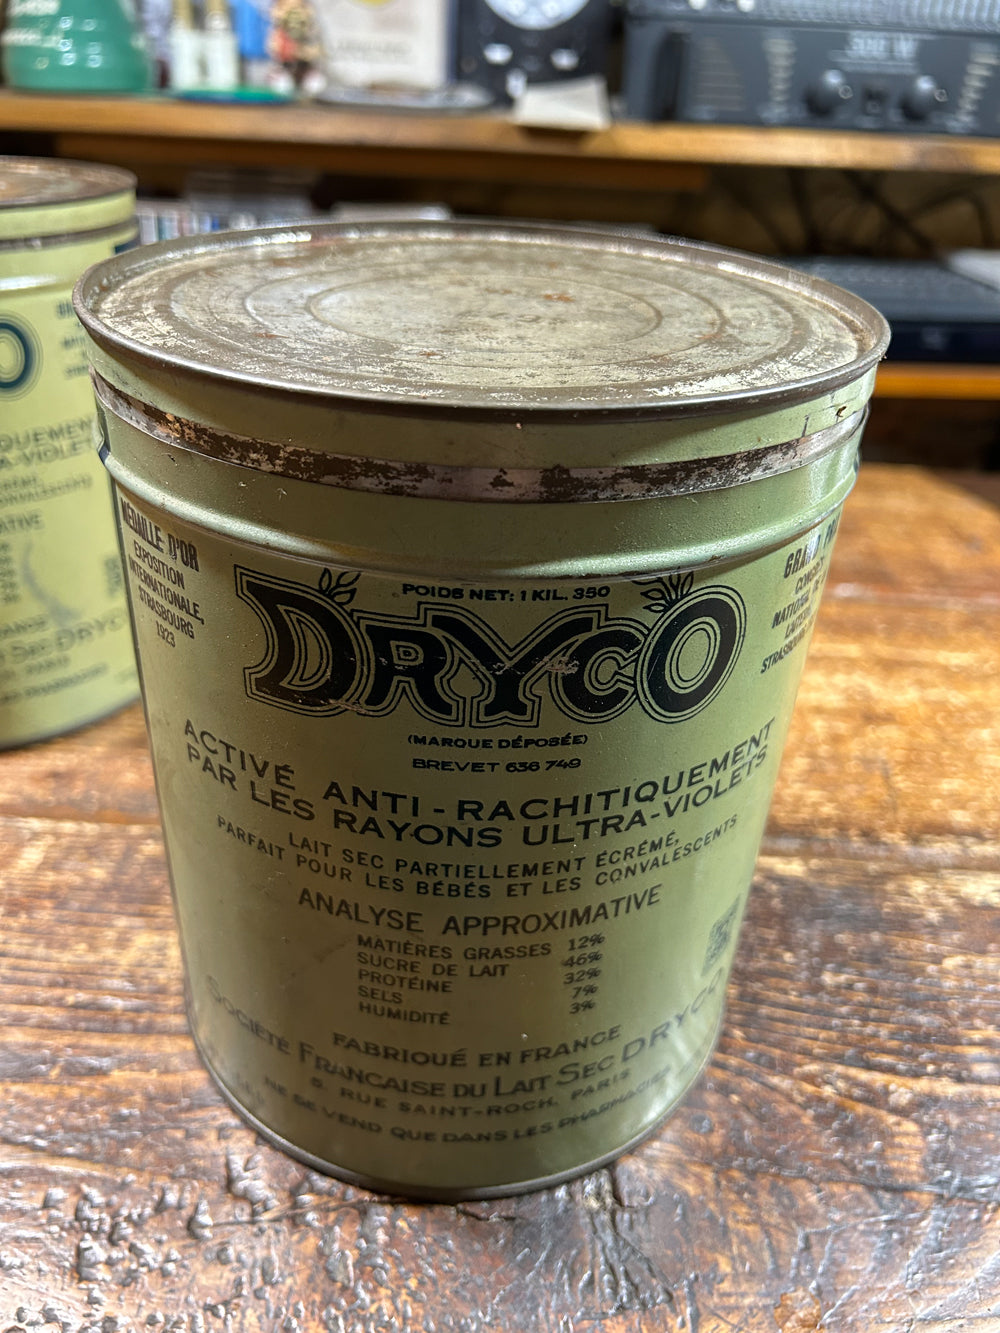 MÉDAILLE D'OR
EXPOSITION
INTERNATIONALE,
STRASBOURG
1923
POIDS NET: 1 KIL. 350
DRYCO
(MARQUE DÉPOSÉE)
BREVET 636 749
ACTIVÉ ANTI-RACHITIQUEMENT
PAR LES RAYONS ULTRA-VIOLETS
LAIT SEC PARTIELLEMENT ÉCRÉMÉ,
PARFAIT POUR LES BÉBÉS ET LES CONVALESCENTS
ANALYSE APPROXIMATIVE
MATIÈRES GRASSES 12%
SUCRE DE LAIT 46%
PROTÉINE 32%
SELS 7%
HUMIDITÉ 3%
FABRIQUÉ EN FRANCE
SOCIÉTÉ FRANÇAISE DU LAIT SEC DRYCO
5, RUE SAINT-ROCH, PARIS
NE SE VEND QUE DANS LES PHARMACIES
GRAND